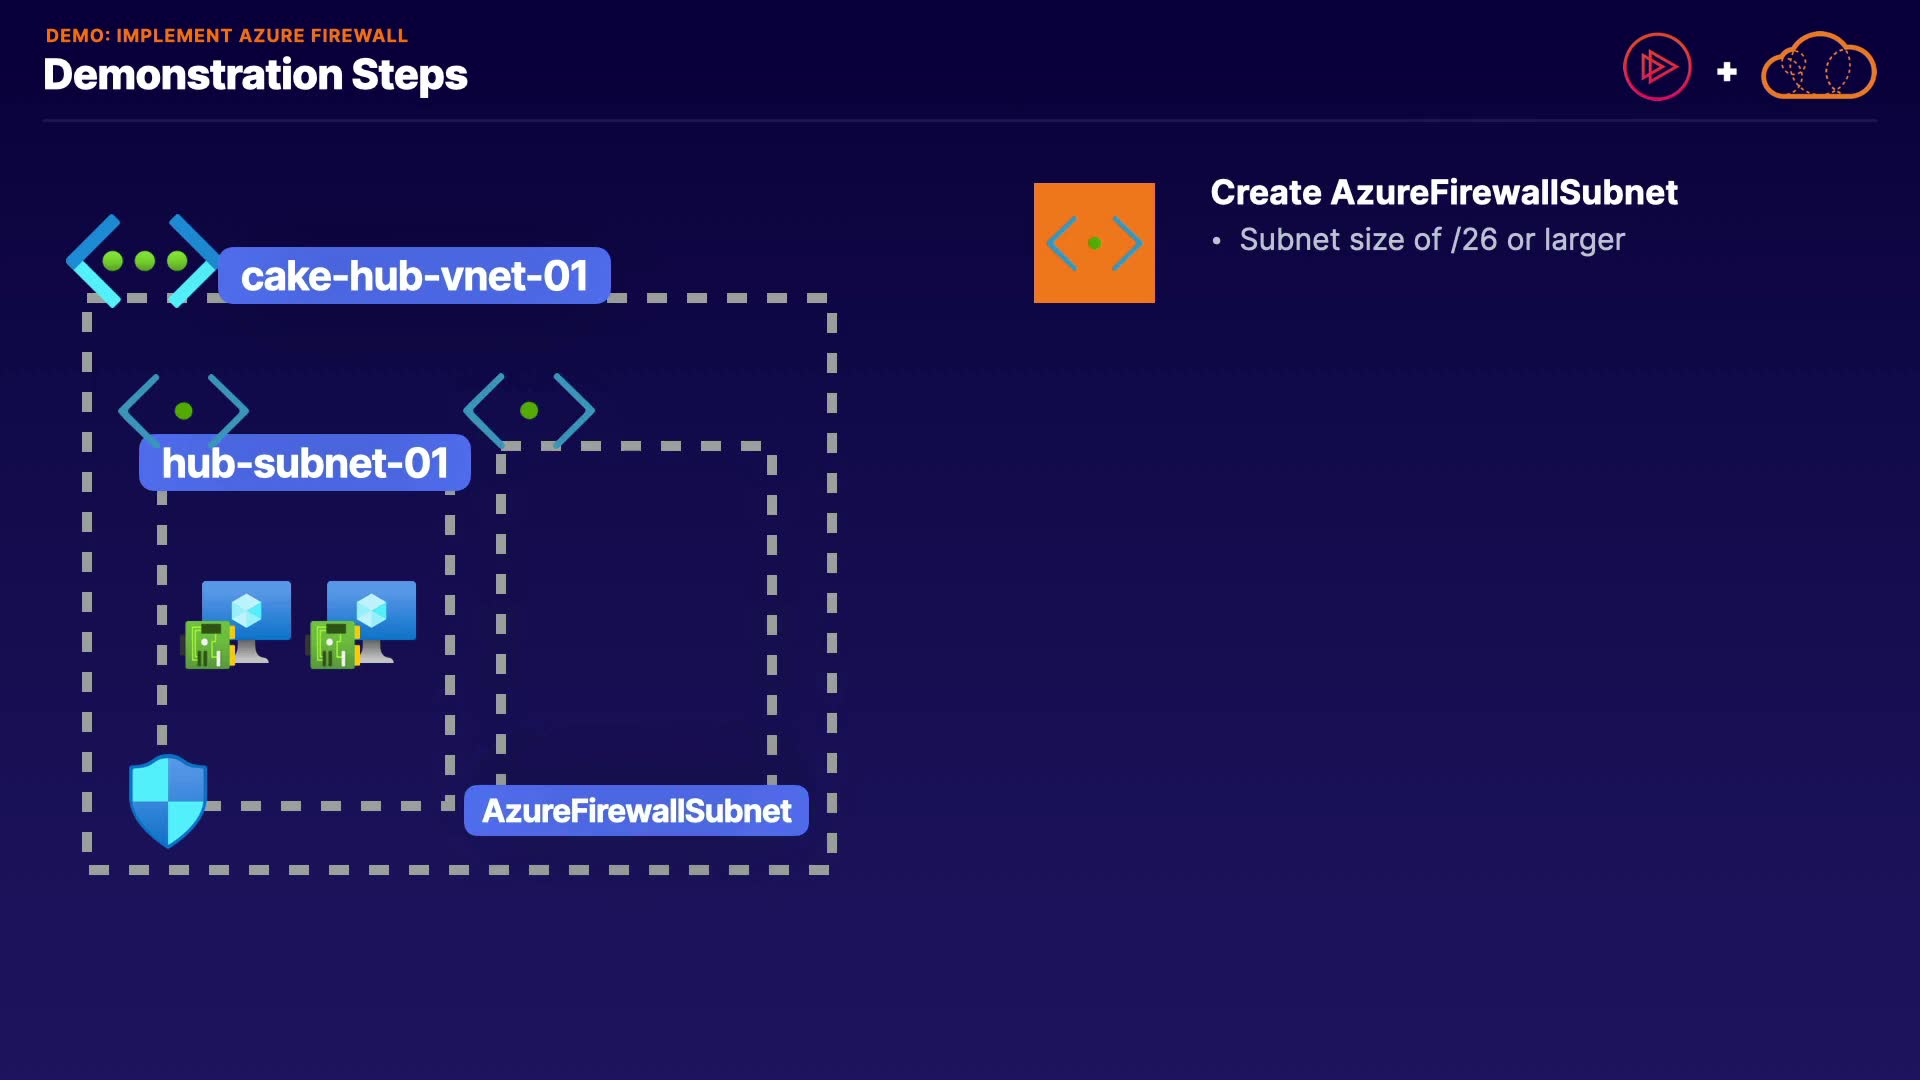 DEMO: IMPLEMENT AZURE FIREWALL
Demonstration Steps
cake-hub-vnet-01
hub-subnet-01
AzureFirewallSubnet
Create AzureFirewallSubnet
• Subnet size of /26 or larger